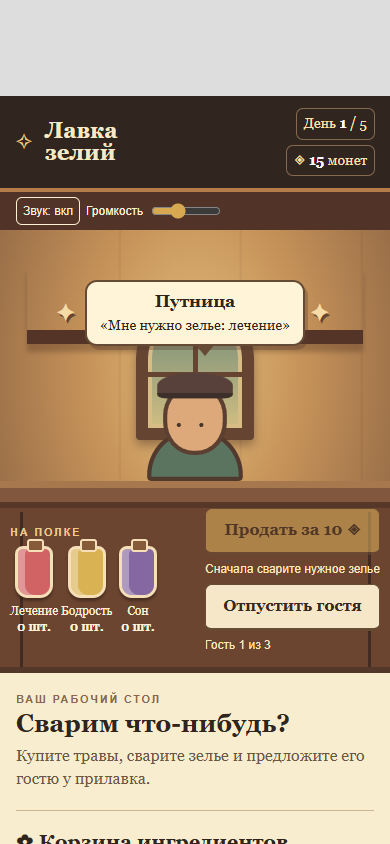 Лавка
зелий
День 1 / 5
◈ 15 монет
Звук: вкл
Громкость
Путница
«Мне нужно зелье: лечение»
НА ПОЛКЕ
Лечение
0 шт.
Бодрость
0 шт.
Сон
0 шт.
Продать за 10 ◈
Сначала сварите нужное зелье
Отпустить гостя
Гость 1 из 3
ВАШ РАБОЧИЙ СТОЛ
Сварим что-нибудь?
Купите травы, сварите зелье и предложите его
гостю у прилавка.
✿ Корзина ингредиентов